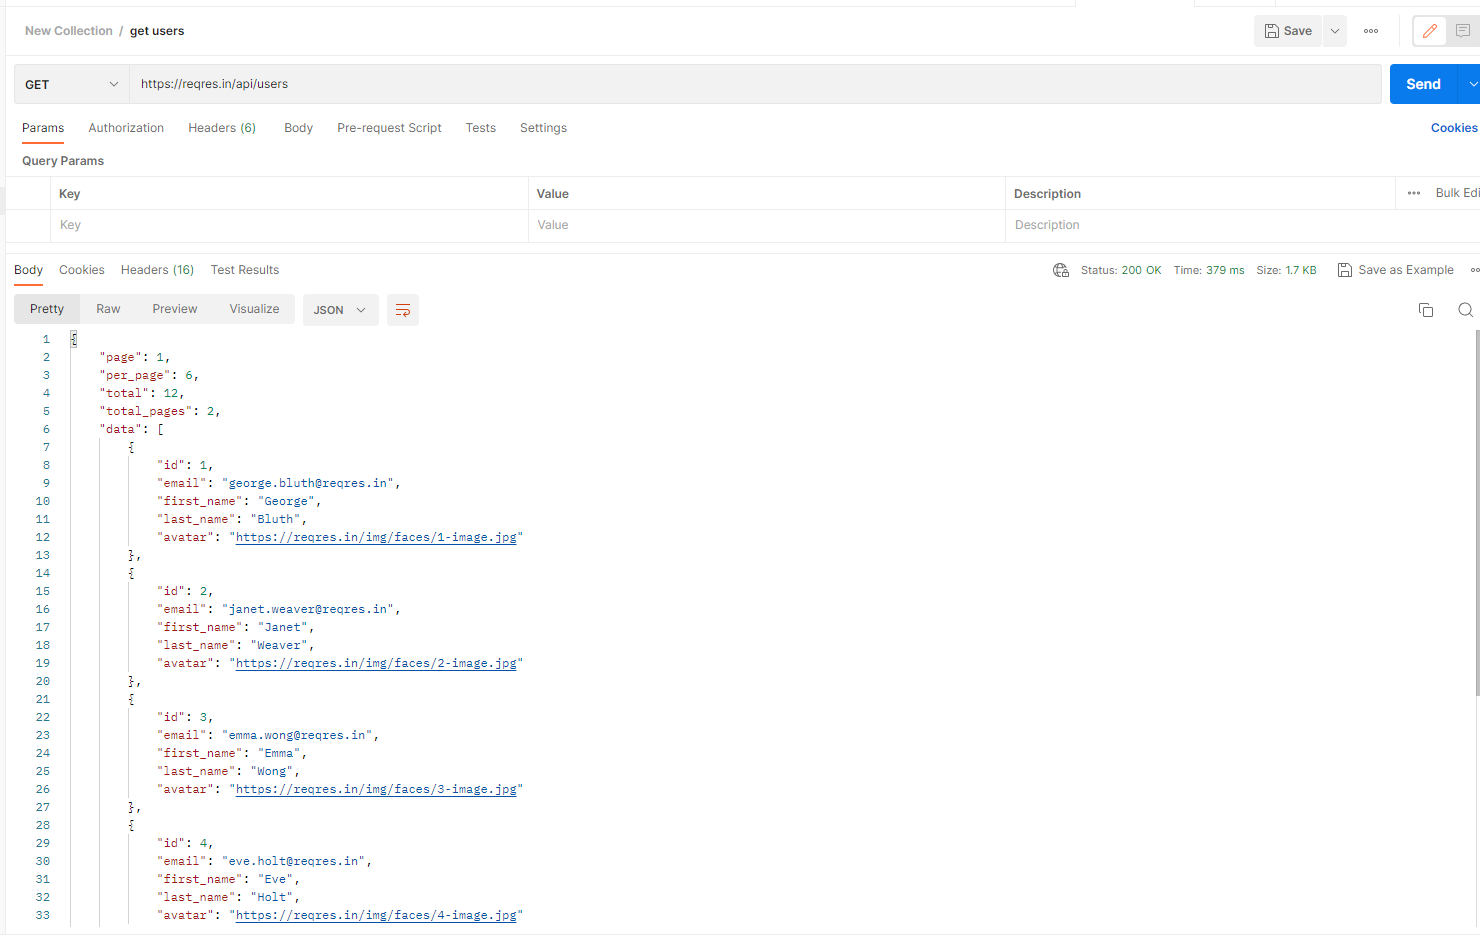 New Collection / get users
Save
GET https://reqres.in/api/users Send
Params Authorization Headers (6) Body Pre-request Script Tests Settings Cookies
Query Params
Key Value Description Bulk Edi
Key Value Description
Body Cookies Headers (16) Test Results Status: 200 OK Time: 379 ms Size: 1.7 KB Save as Example
Pretty Raw Preview Visualize JSON
1 {
2 "page": 1,
3 "per_page": 6,
4 "total": 12,
5 "total_pages": 2,
6 "data": [
7 {
8 "id": 1,
9 "email": "george.bluth@reqres.in",
10 "first_name": "George",
11 "last_name": "Bluth",
12 "avatar": "https://reqres.in/img/faces/1-image.jpg"
13 },
14 {
15 "id": 2,
16 "email": "janet.weaver@reqres.in",
17 "first_name": "Janet",
18 "last_name": "Weaver",
19 "avatar": "https://reqres.in/img/faces/2-image.jpg"
20 },
21 {
22 "id": 3,
23 "email": "emma.wong@reqres.in",
24 "first_name": "Emma",
25 "last_name": "Wong",
26 "avatar": "https://reqres.in/img/faces/3-image.jpg"
27 },
28 {
29 "id": 4,
30 "email": "eve.holt@reqres.in",
31 "first_name": "Eve",
32 "last_name": "Holt",
33 "avatar": "https://reqres.in/img/faces/4-image.jpg"